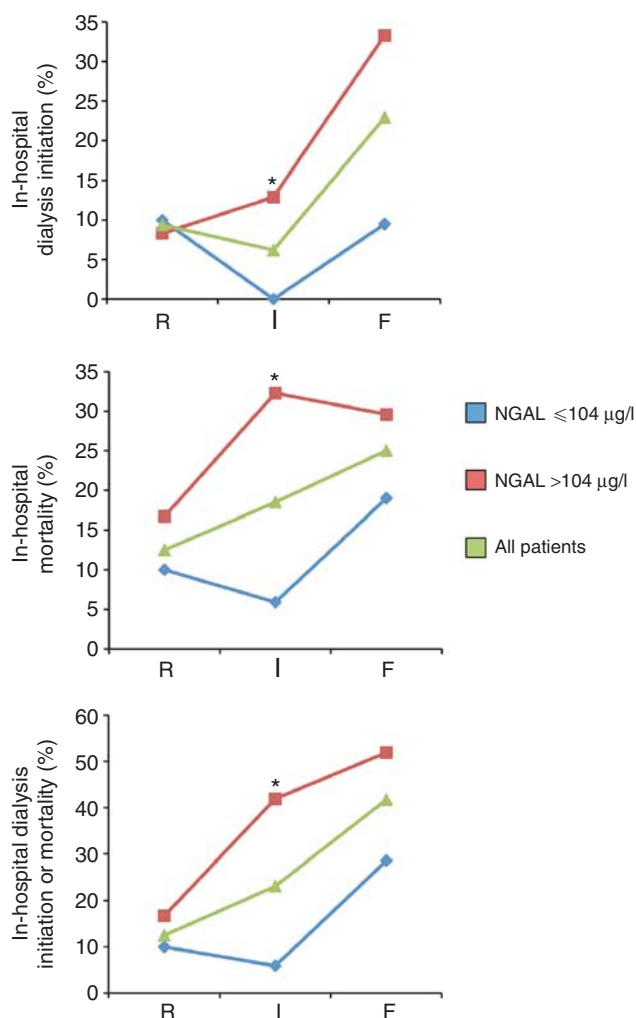 In-hospital
dialysis initiation (%)
35
30
25
20
15
10
5
0
*
R I F
In-hospital
mortality (%)
35
30
25
20
15
10
5
0
*
R I F
NGAL ⩽104 µg/l
NGAL >104 µg/l
All patients
In-hospital dialysis
initiation or mortality (%)
60
50
40
30
20
10
0
*
R I F